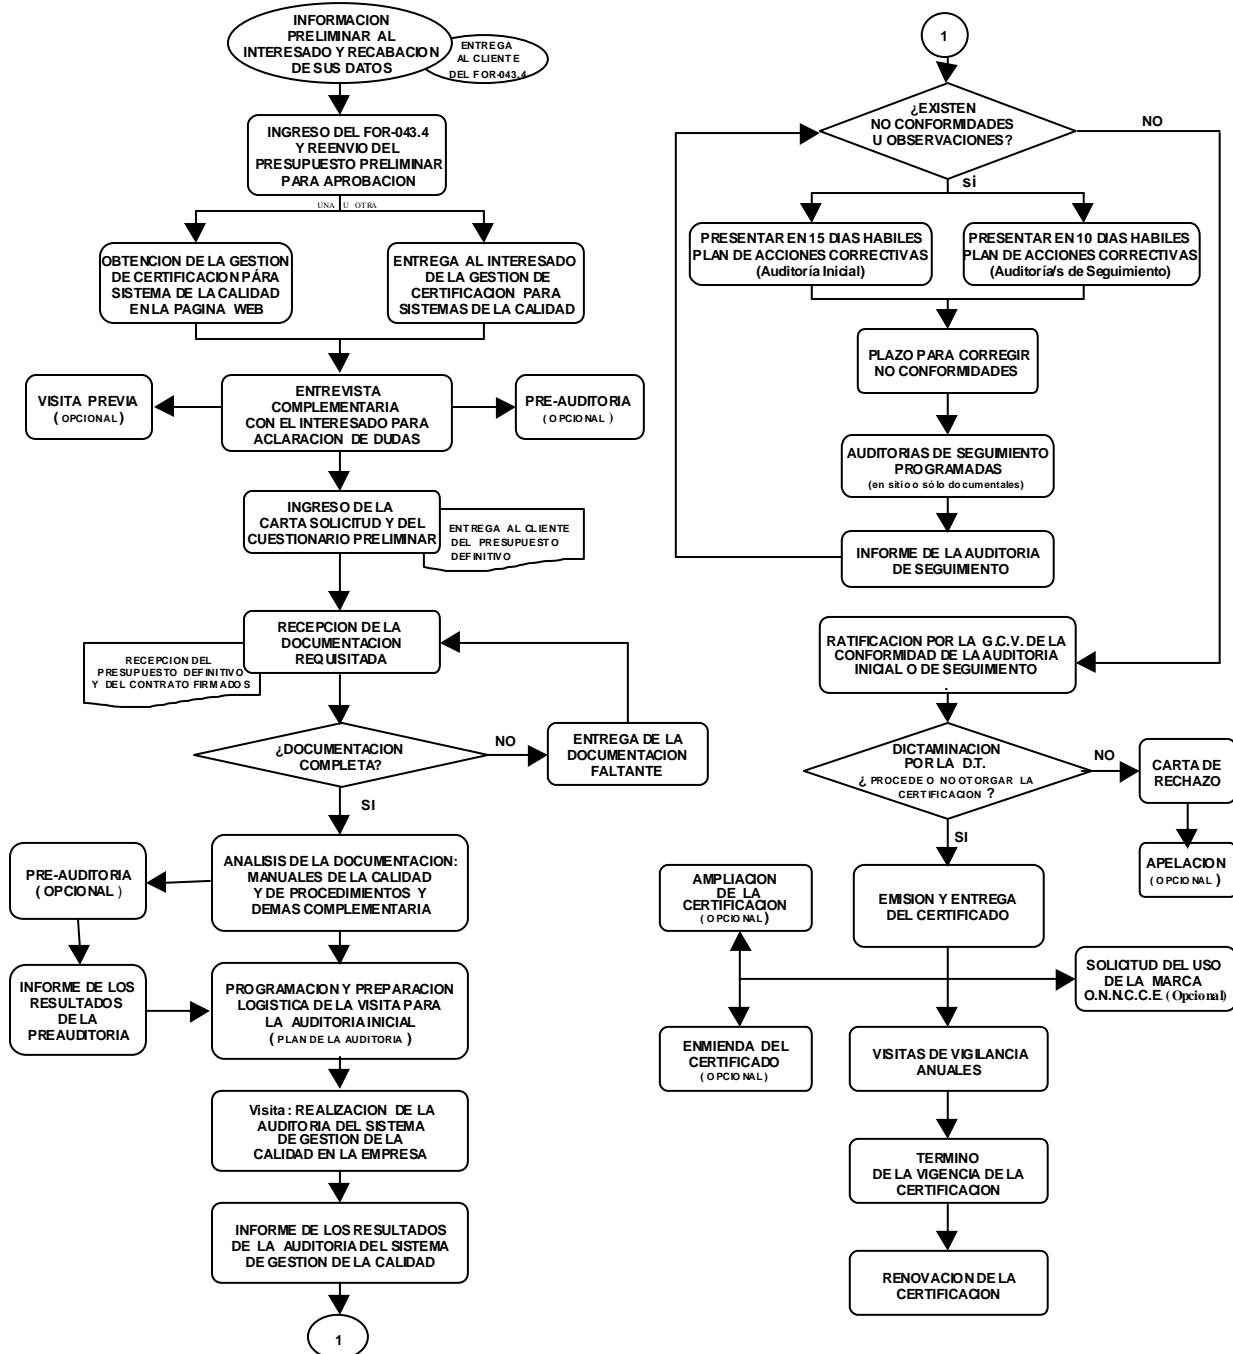 INFORMACION
PRELIMINAR AL
INTERESADO Y RECABACION
DE SUS DATOS
ENTREGA
AL CLIENTE
DEL FOR-043.4
INGRESO DEL FOR-043.4
Y REENVIO DEL
PRESUPUESTO PRELIMINAR
PARA APROBACION
UNA U OTRA
OBTENCION DE LA GESTION
DE CERTIFICACION PÁRA
SISTEMA DE LA CALIDAD
EN LA PAGINA WEB
ENTREGA AL INTERESADO
DE LA GESTION DE
CERTIFICACION PARA
SISTEMAS DE LA CALIDAD
VISITA PREVIA
( OPCIONAL)
ENTREVISTA
COMPLEMENTARIA
CON EL INTERESADO PARA
ACLARACION DE DUDAS
PRE-AUDITORIA
( OPCIONAL )
INGRESO DE LA
CARTA SOLICITUD Y DEL
CUESTIONARIO PRELIMINAR
ENTREGA AL CLIENTE
DEL PRESUPUESTO
DEFINITIVO
RECEPCION DE LA
DOCUMENTACION
REQUISITADA
RECEPCION DEL
PRESUPUESTO DEFINITIVO
Y DEL CONTRATO FIRMADOS
¿DOCUMENTACION
COMPLETA?
NO
ENTREGA DE LA
DOCUMENTACION
FALTANTE
SI
PRE-AUDITORIA
( OPCIONAL )
ANALISIS DE LA DOCUMENTACION:
MANUALES DE LA CALIDAD
Y DE PROCEDIMIENTOS Y
DEMAS COMPLEMENTARIA
INFORME DE LOS
RESULTADOS
DE LA
PREAUDITORIA
PROGRAMACION Y PREPARACION
LOGISTICA DE LA VISITA PARA
LA AUDITORIA INICIAL
( PLAN DE LA AUDITORIA )
Visita: REALIZACION DE LA
AUDITORIA DEL SISTEMA
DE GESTION DE LA
CALIDAD EN LA EMPRESA
INFORME DE LOS RESULTADOS
DE LA AUDITORIA DEL SISTEMA
DE GESTION DE LA CALIDAD
1
1
¿EXISTEN
NO CONFORMIDADES
U OBSERVACIONES?
NO
si
PRESENTAR EN 15 DIAS HABILES
PLAN DE ACCIONES CORRECTIVAS
(Auditoría Inicial)
PRESENTAR EN 10 DIAS HABILES
PLAN DE ACCIONES CORRECTIVAS
(Auditoría/s de Seguimiento)
PLAZO PARA CORREGIR
NO CONFORMIDADES
AUDITORIAS DE SEGUIMIENTO
PROGRAMADAS
(en sitio o sólo documentales)
INFORME DE LA AUDITORIA
DE SEGUIMIENTO
RATIFICACION POR LA G.C.V. DE LA
CONFORMIDAD DE LA AUDITORIA
INICIAL O DE SEGUIMIENTO
.
DICTAMINACION
POR LA D.T.
¿ PROCEDE O NO OTORGAR LA
CERTIFICACION ?
NO
CARTA DE
RECHAZO
SI
APELACION
( OPCIONAL )
AMPLIACION
DE LA
CERTIFICACION
( OPCIONAL)
EMISION Y ENTREGA
DEL CERTIFICADO
SOLICITUD DEL USO
DE LA MARCA
O.N.N.C.C.E. ( Opcional)
ENMIENDA DEL
CERTIFICADO
( OPCIONAL)
VISITAS DE VIGILANCIA
ANUALES
TERMINO
DE LA VIGENCIA DE LA
CERTIFICACION
RENOVACION DE LA
CERTIFICACION